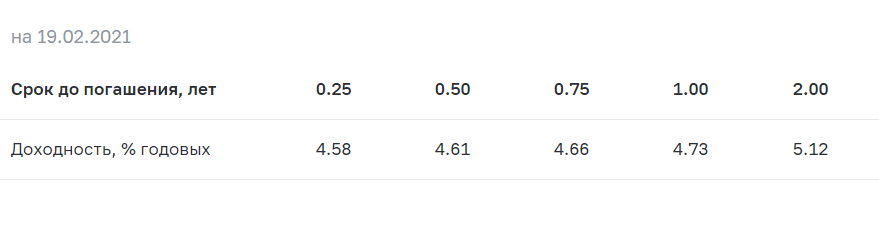 на 19.02.2021
Срок до погашения, лет 0.25 0.50 0.75 1.00 2.00
Доходность, % годовых 4.58 4.61 4.66 4.73 5.12